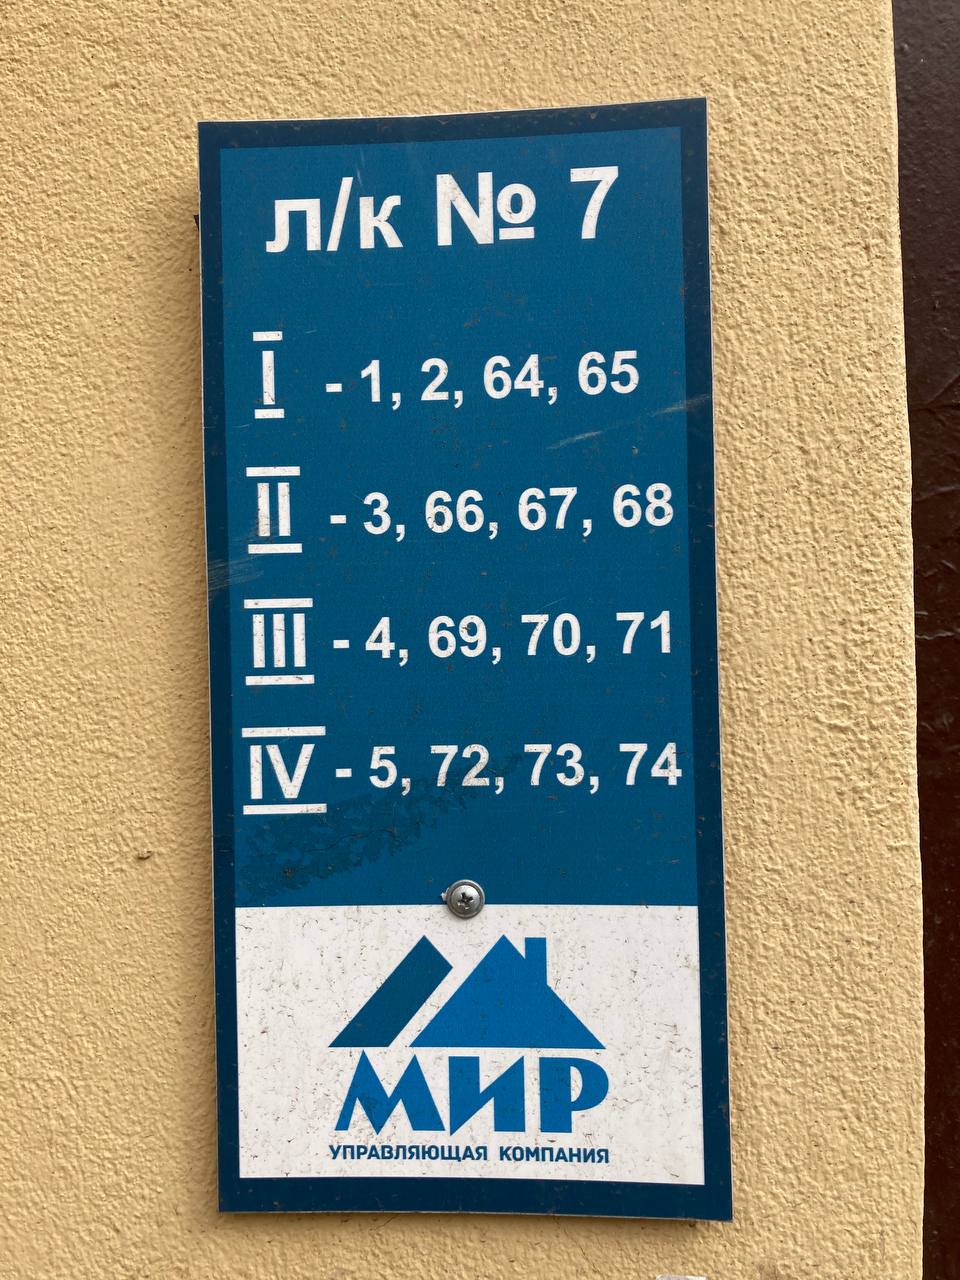 л/к № 7
I - 1, 2, 64, 65
II - 3, 66, 67, 68
III - 4, 69, 70, 71
IV - 5, 72, 73, 74
МИР
УПРАВЛЯЮЩАЯ КОМПАНИЯ